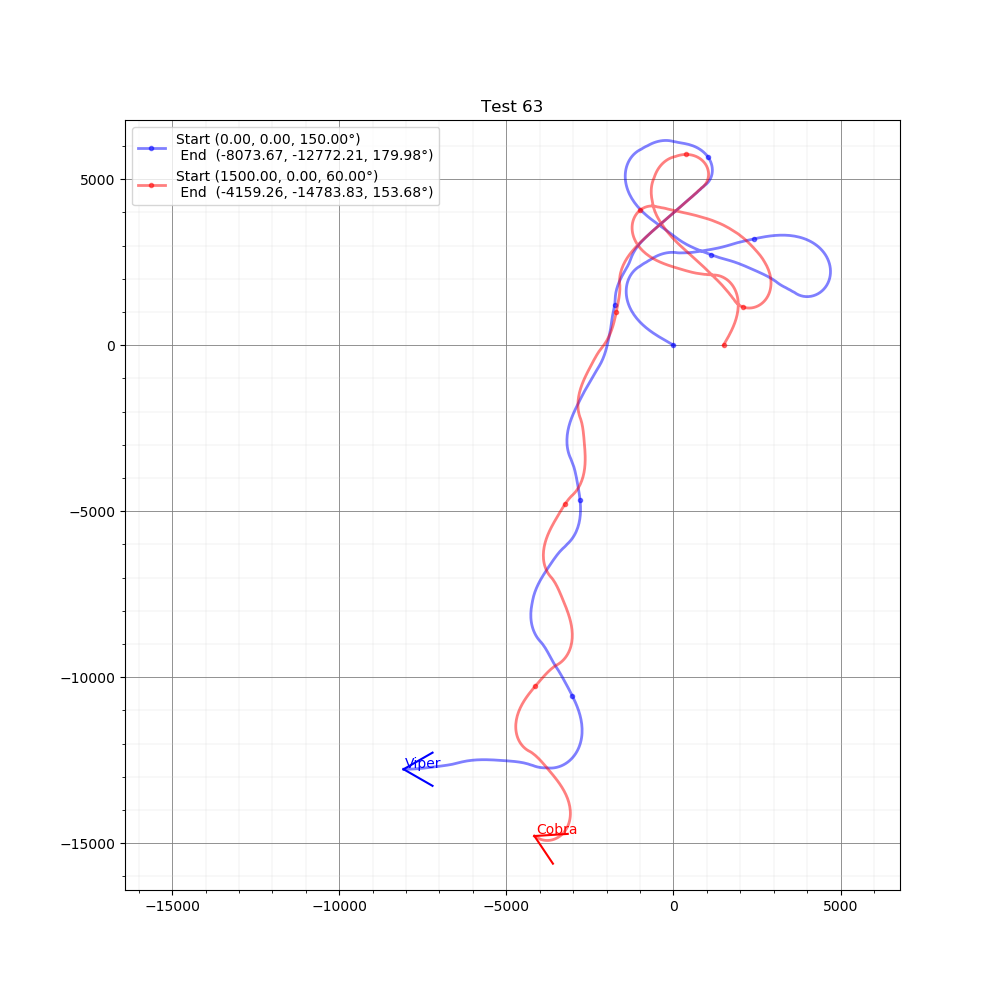 Test 63
Start (0.00, 0.00, 150.00°)
End (-8073.67, -12772.21, 179.98°)
Start (1500.00, 0.00, 60.00°)
End (-4159.26, -14783.83, 153.68°)
5000
0
−5000
−10000
−15000
Viper
Cobra
−15000
−10000
−5000
0
5000